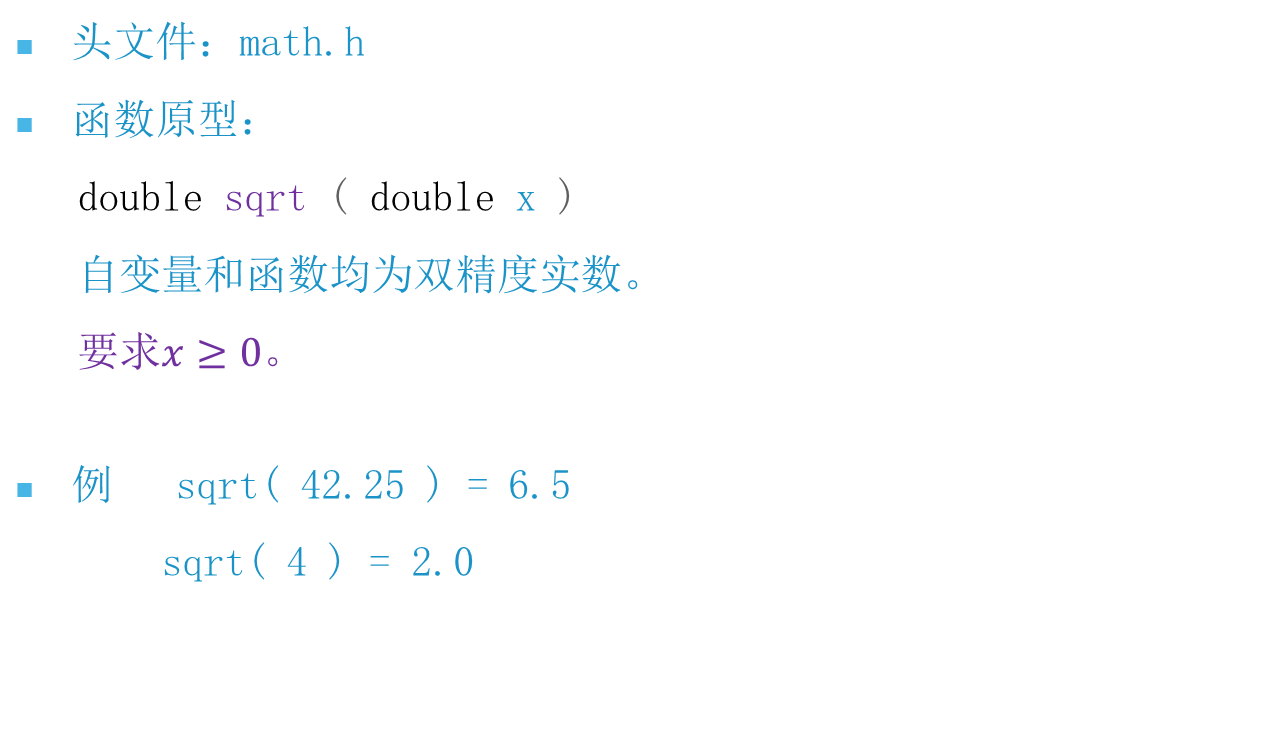 ▪ 头文件：math.h
▪ 函数原型：
double sqrt ( double x )
自变量和函数均为双精度实数。
要求x ≥ 0。
▪ 例 sqrt( 42.25 ) = 6.5
sqrt( 4 ) = 2.0